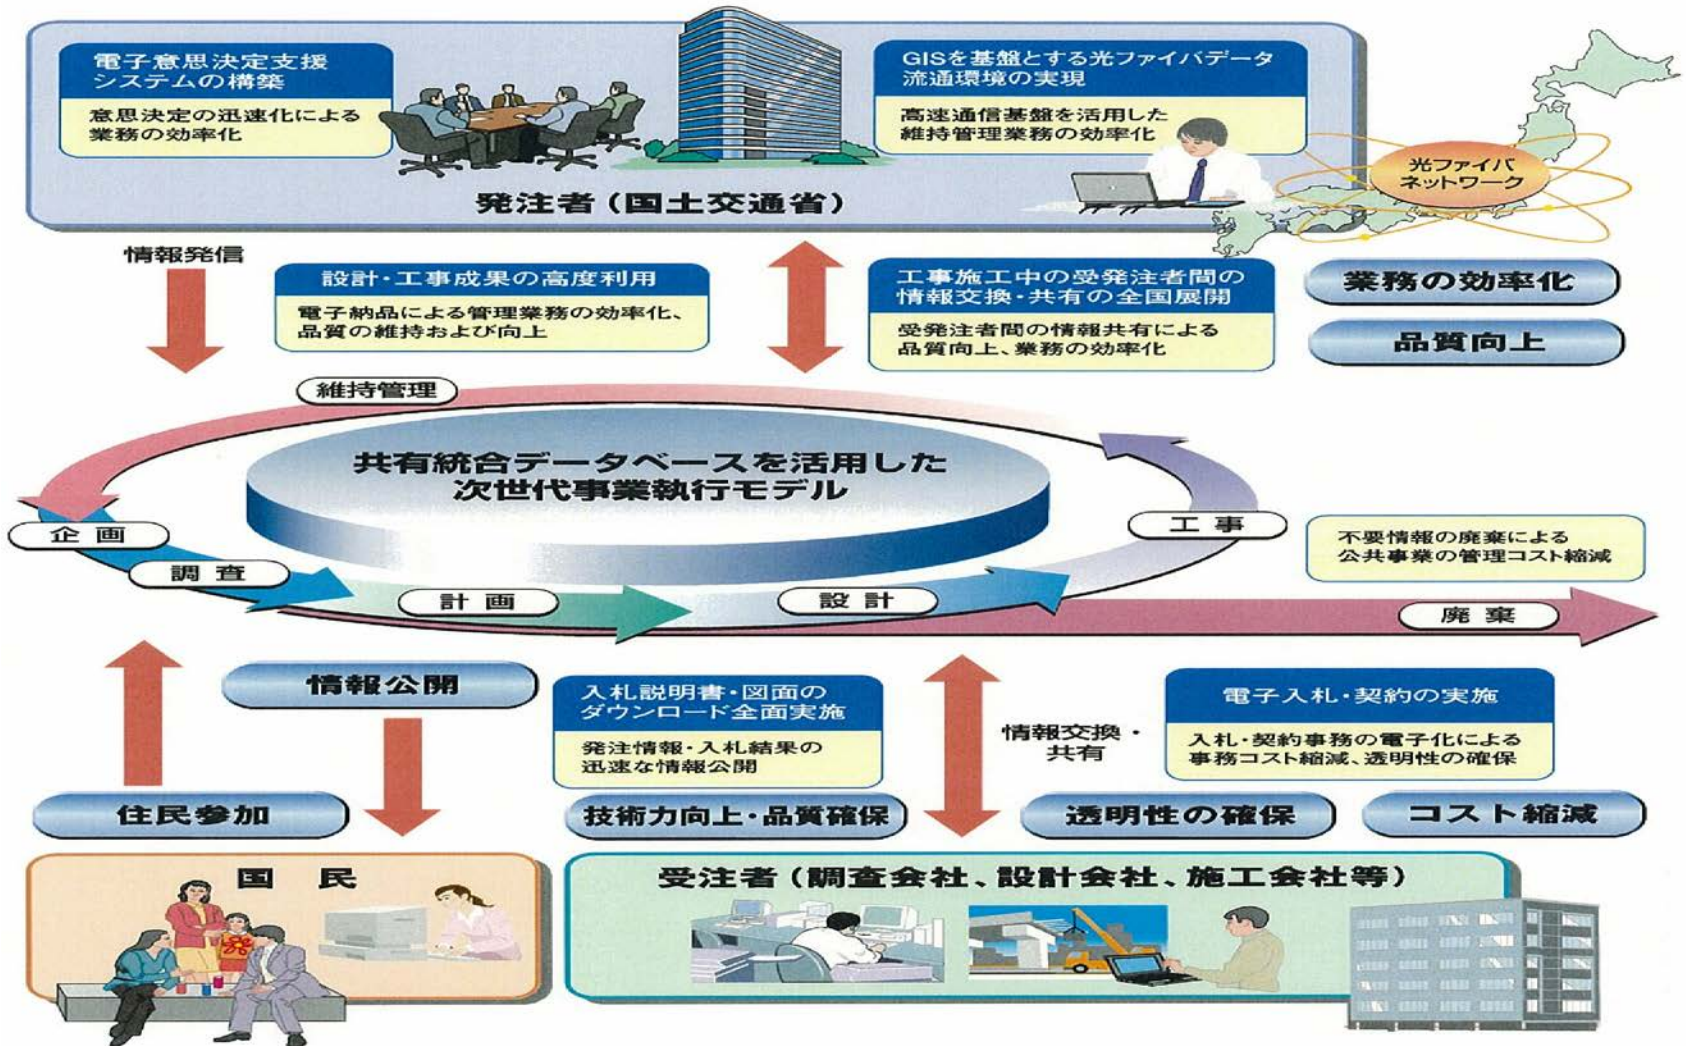 電子意思決定支援
システムの構築
意思決定の迅速化による
業務の効率化
GISを基盤とする光ファイバデータ
流通環境の実現
高速通信基盤を活用した
維持管理業務の効率化
光ファイバ
ネットワーク
発注者(国土交通省)
情報発信
設計・工事成果の高度利用
電子納品による管理業務の効率化、
品質の維持および向上
工事施工中の受発注者間の
情報交換・共有の全国展開
受発注者間の情報共有による
品質向上、業務の効率化
業務の効率化
品質向上
維持管理
共有統合データベースを活用した
次世代事業執行モデル
企画
調査
計画
設計
工事
不要情報の廃棄による
公共事業の管理コスト縮減
廃棄
情報公開
入札説明書・図面の
ダウンロード全面実施
発注情報・入札結果の
迅速な情報公開
情報交換・
共有
電子入札・契約の実施
入札・契約事務の電子化による
事務コスト縮減、透明性の確保
住民参加
技術力向上・品質確保
透明性の確保
コスト縮減
国民
受注者(調査会社、設計会社、施工会社等)